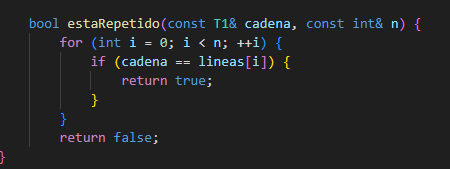 bool estaRepetido(const T1& cadena, const int& n) {
for (int i = 0; i < n; ++i) {
if (cadena == lineas[i]) {
return true;
}
}
return false;
}